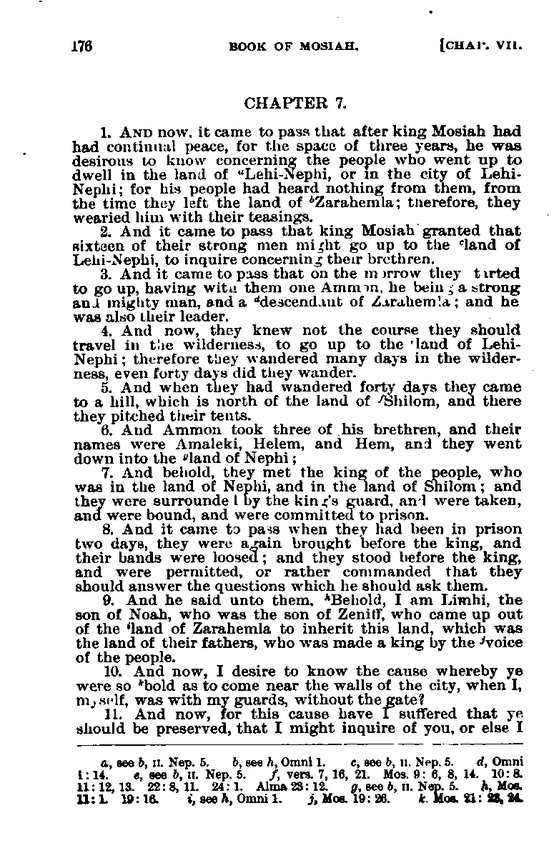 176 BOOK OF MOSIAH. [CHAP. VII.
CHAPTER 7.
1. AND now, it came to pass that after king Mosiah had
had continual peace, for the space of three years, he was
desirous to know concerning the people who went up to
dwell in the land of ᵃLehi-Nephi, or in the city of Lehi-
Nephi; for his people had heard nothing from them, from
the time they left the land of ᵇZarahemla; therefore, they
wearied him with their teasings.
2. And it came to pass that king Mosiah granted that
sixteen of their strong men might go up to the ᶜland of
Lehi-Nephi, to inquire concerning their brethren.
3. And it came to pass that on the morrow they started
to go up, having with them one Ammon, he being a strong
and mighty man, and a ᵈdescendant of Zarahemla; and he
was also their leader.
4. And now, they knew not the course they should
travel in the wilderness, to go up to the ᵉland of Lehi-
Nephi; therefore they wandered many days in the wilder-
ness, even forty days did they wander.
5. And when they had wandered forty days they came
to a hill, which is north of the land of ᶠShilom, and there
they pitched their tents.
6. And Ammon took three of his brethren, and their
names were Amaleki, Helem, and Hem, and they went
down into the ᵍland of Nephi;
7. And behold, they met the king of the people, who
was in the land of Nephi, and in the land of Shilom; and
they were surrounded by the king's guard, and were taken,
and were bound, and were committed to prison.
8. And it came to pass when they had been in prison
two days, they were again brought before the king, and
their bands were loosed; and they stood before the king,
and were permitted, or rather commanded that they
should answer the questions which he should ask them.
9. And he said unto them, ʰBehold, I am Limhi, the
son of Noah, who was the son of Zeniff, who came up out
of the ⁱland of Zarahemla to inherit this land, which was
the land of their fathers, who was made a king by the ʲvoice
of the people.
10. And now, I desire to know the cause whereby ye
were so ᵏbold as to come near the walls of the city, when I,
myself, was with my guards, without the gate?
11. And now, for this cause have I suffered that ye
should be preserved, that I might inquire of you, or else I
a, see b, II. Nep. 5. b, see h, Omni 1. c, see b, II. Nep. 5. d, Omni
1:14. e, see b, II. Nep. 5. f, vers. 7, 16, 21. Mos. 9: 6, 8, 14. 10: 8.
11: 12, 13. 22: 8, 11. 24: 1. Alma 23: 12. g, see b, II. Nep. 5. h, Mos.
11: 1. 19: 16. i, see h, Omni 1. j, Mos. 19: 26. k. Mos. 21: 23, 24.